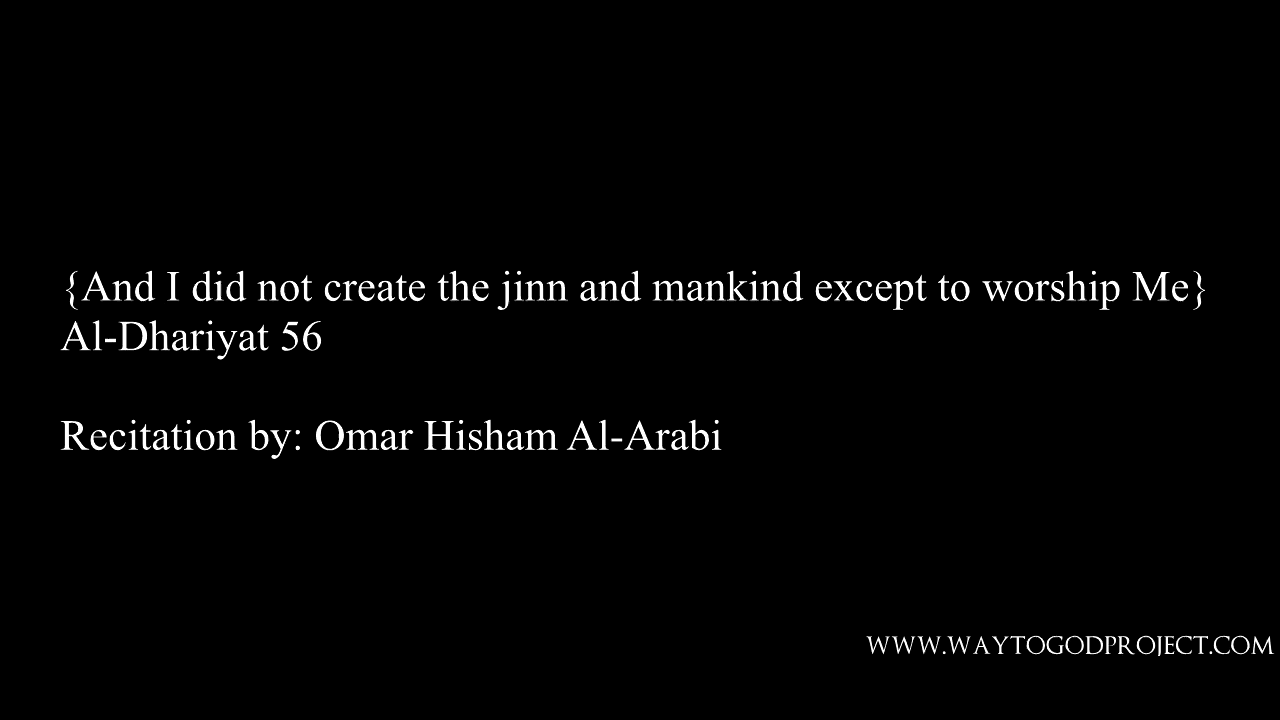 {And I did not create the jinn and mankind except to worship Me}
Al-Dhariyat 56
Recitation by: Omar Hisham Al-Arabi
WWW.WAYTOGODPROJECT.COM